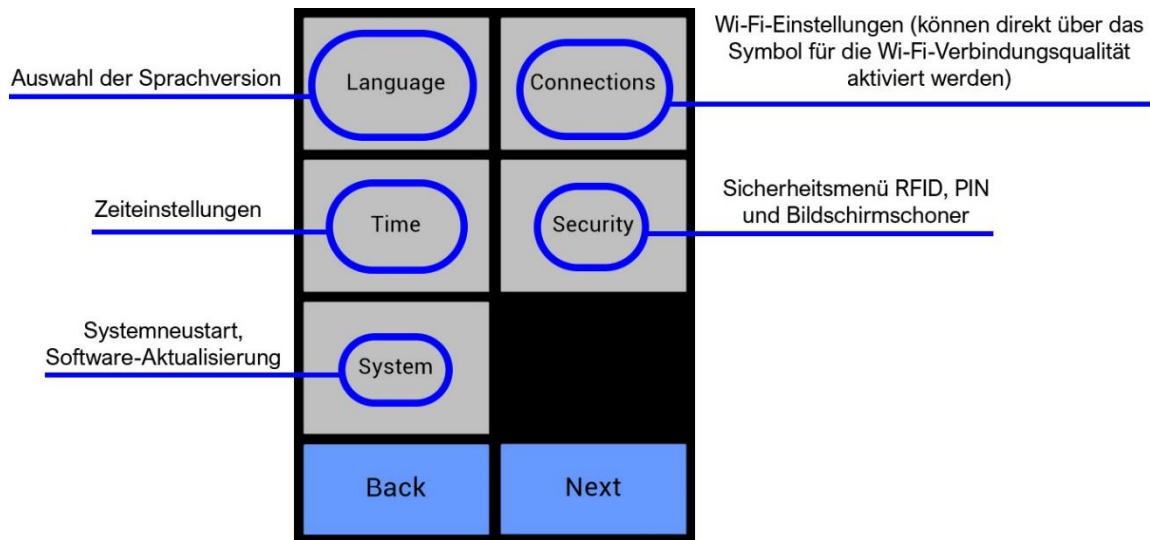 Wi-Fi-Einstellungen (können direkt über das
Symbol für die Wi-Fi-Verbindungsqualität
aktiviert werden)
Auswahl der Sprachversion
Language
Connections
Zeiteinstellungen
Time
Security
Sicherheitsmenü RFID, PIN
und Bildschirmschoner
Systemneustart,
Software-Aktualisierung
System
Back
Next